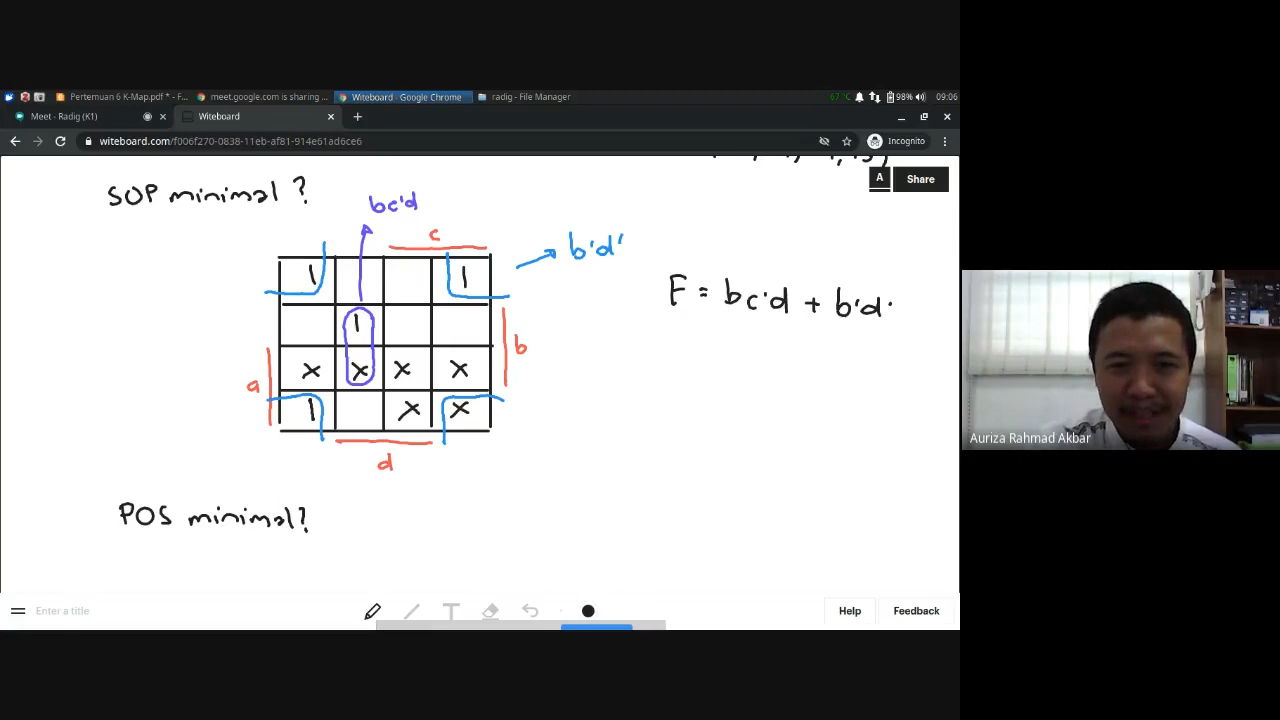 Pertemuan 6 K-Map.pdf * - F...
meet.google.com is sharing ...
Witeboard - Google Chrome
radig - File Manager
67 °C
98%
09:06
Meet - Radig (K1)
Witeboard
witeboard.com/f006f270-0838-11eb-af81-914e61ad6ce6
Incognito
A
Share
SOP minimal ?
bc'd
c
b'd'
1
1
F = bc'd + b'd
1
b
a
x x x x
1 x x
d
POS minimal?
Auriza Rahmad Akbar
Enter a title
T
Help
Feedback